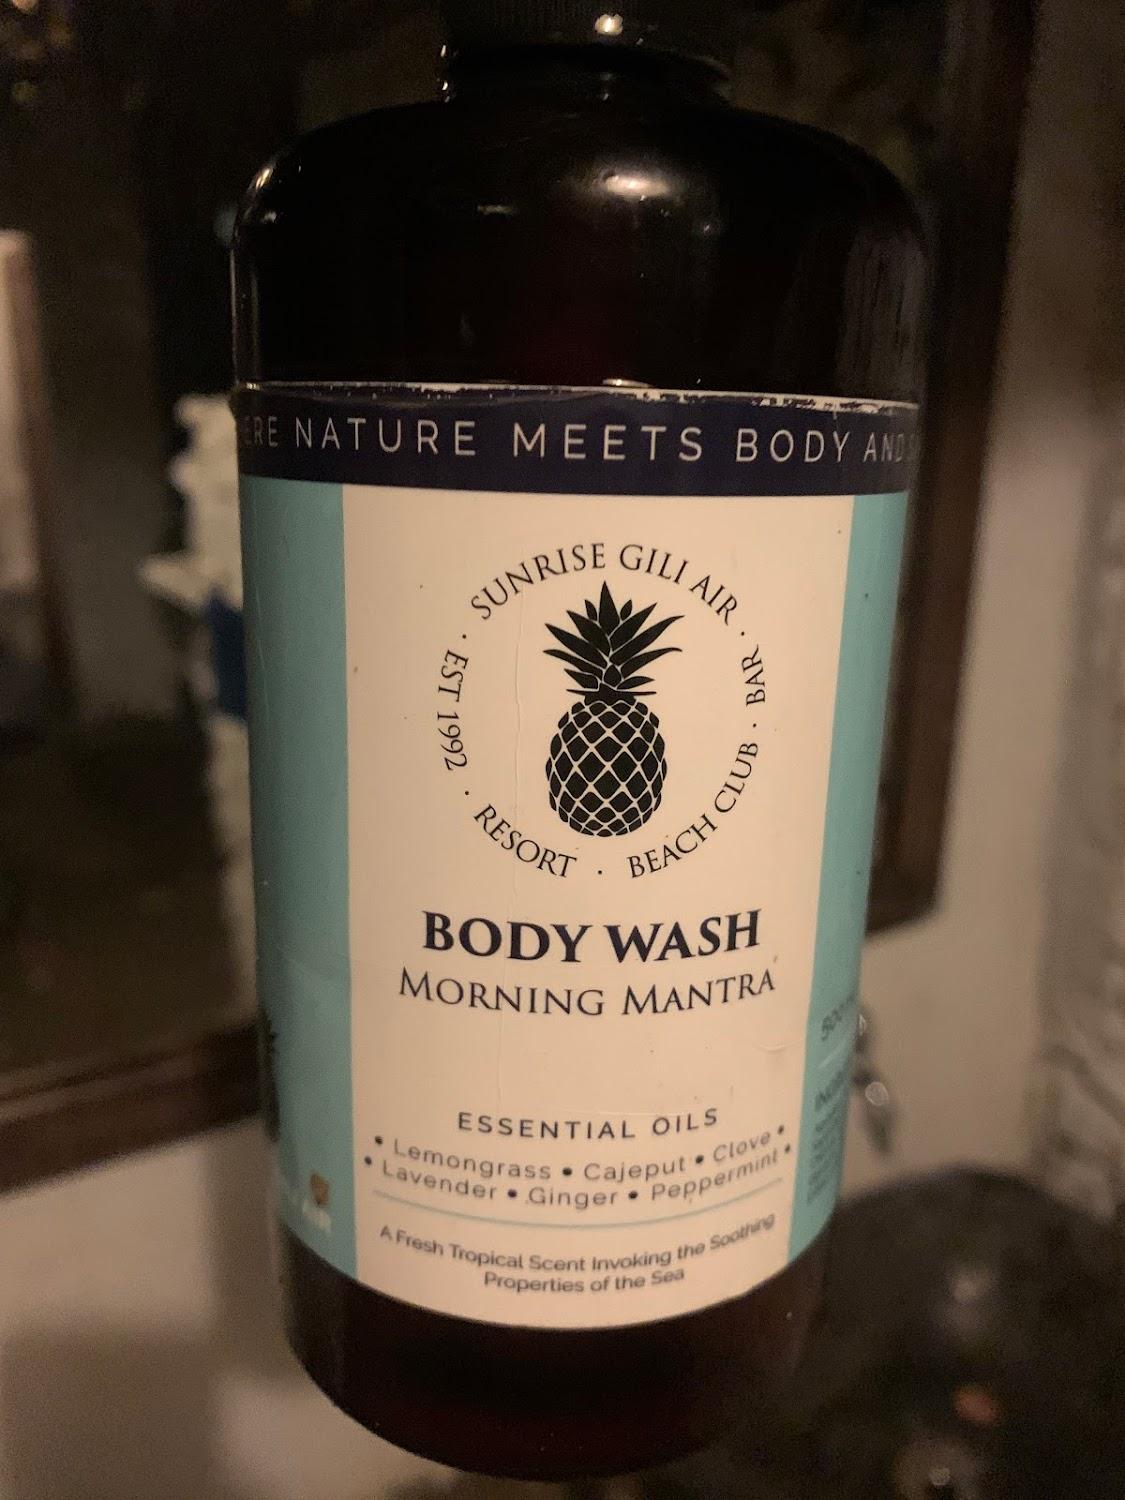 NATURE MEETS BODY AND
SUNRISE GILI AIR · BAR · BEACH CLUB · RESORT · EST 1992 ·
BODY WASH
MORNING MANTRA
ESSENTIAL OILS
• Lemongrass • Cajeput • Clove •
• Lavender • Ginger • Peppermint •
A Fresh Tropical Scent Invoking the Soothing
Properties of the Sea